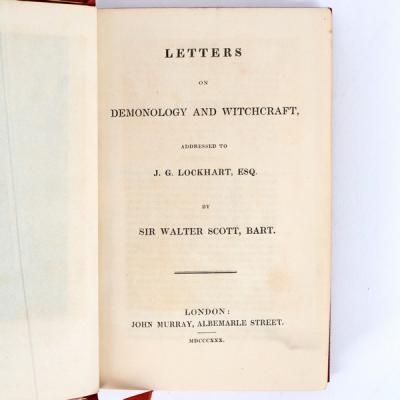 LETTERS
ON
DEMONOLOGY AND WITCHCRAFT,
ADDRESSED TO
J. G. LOCKHART, ESQ.
BY
SIR WALTER SCOTT, BART.
LONDON:
JOHN MURRAY, ALBEMARLE STREET.
MDCCCXXX.